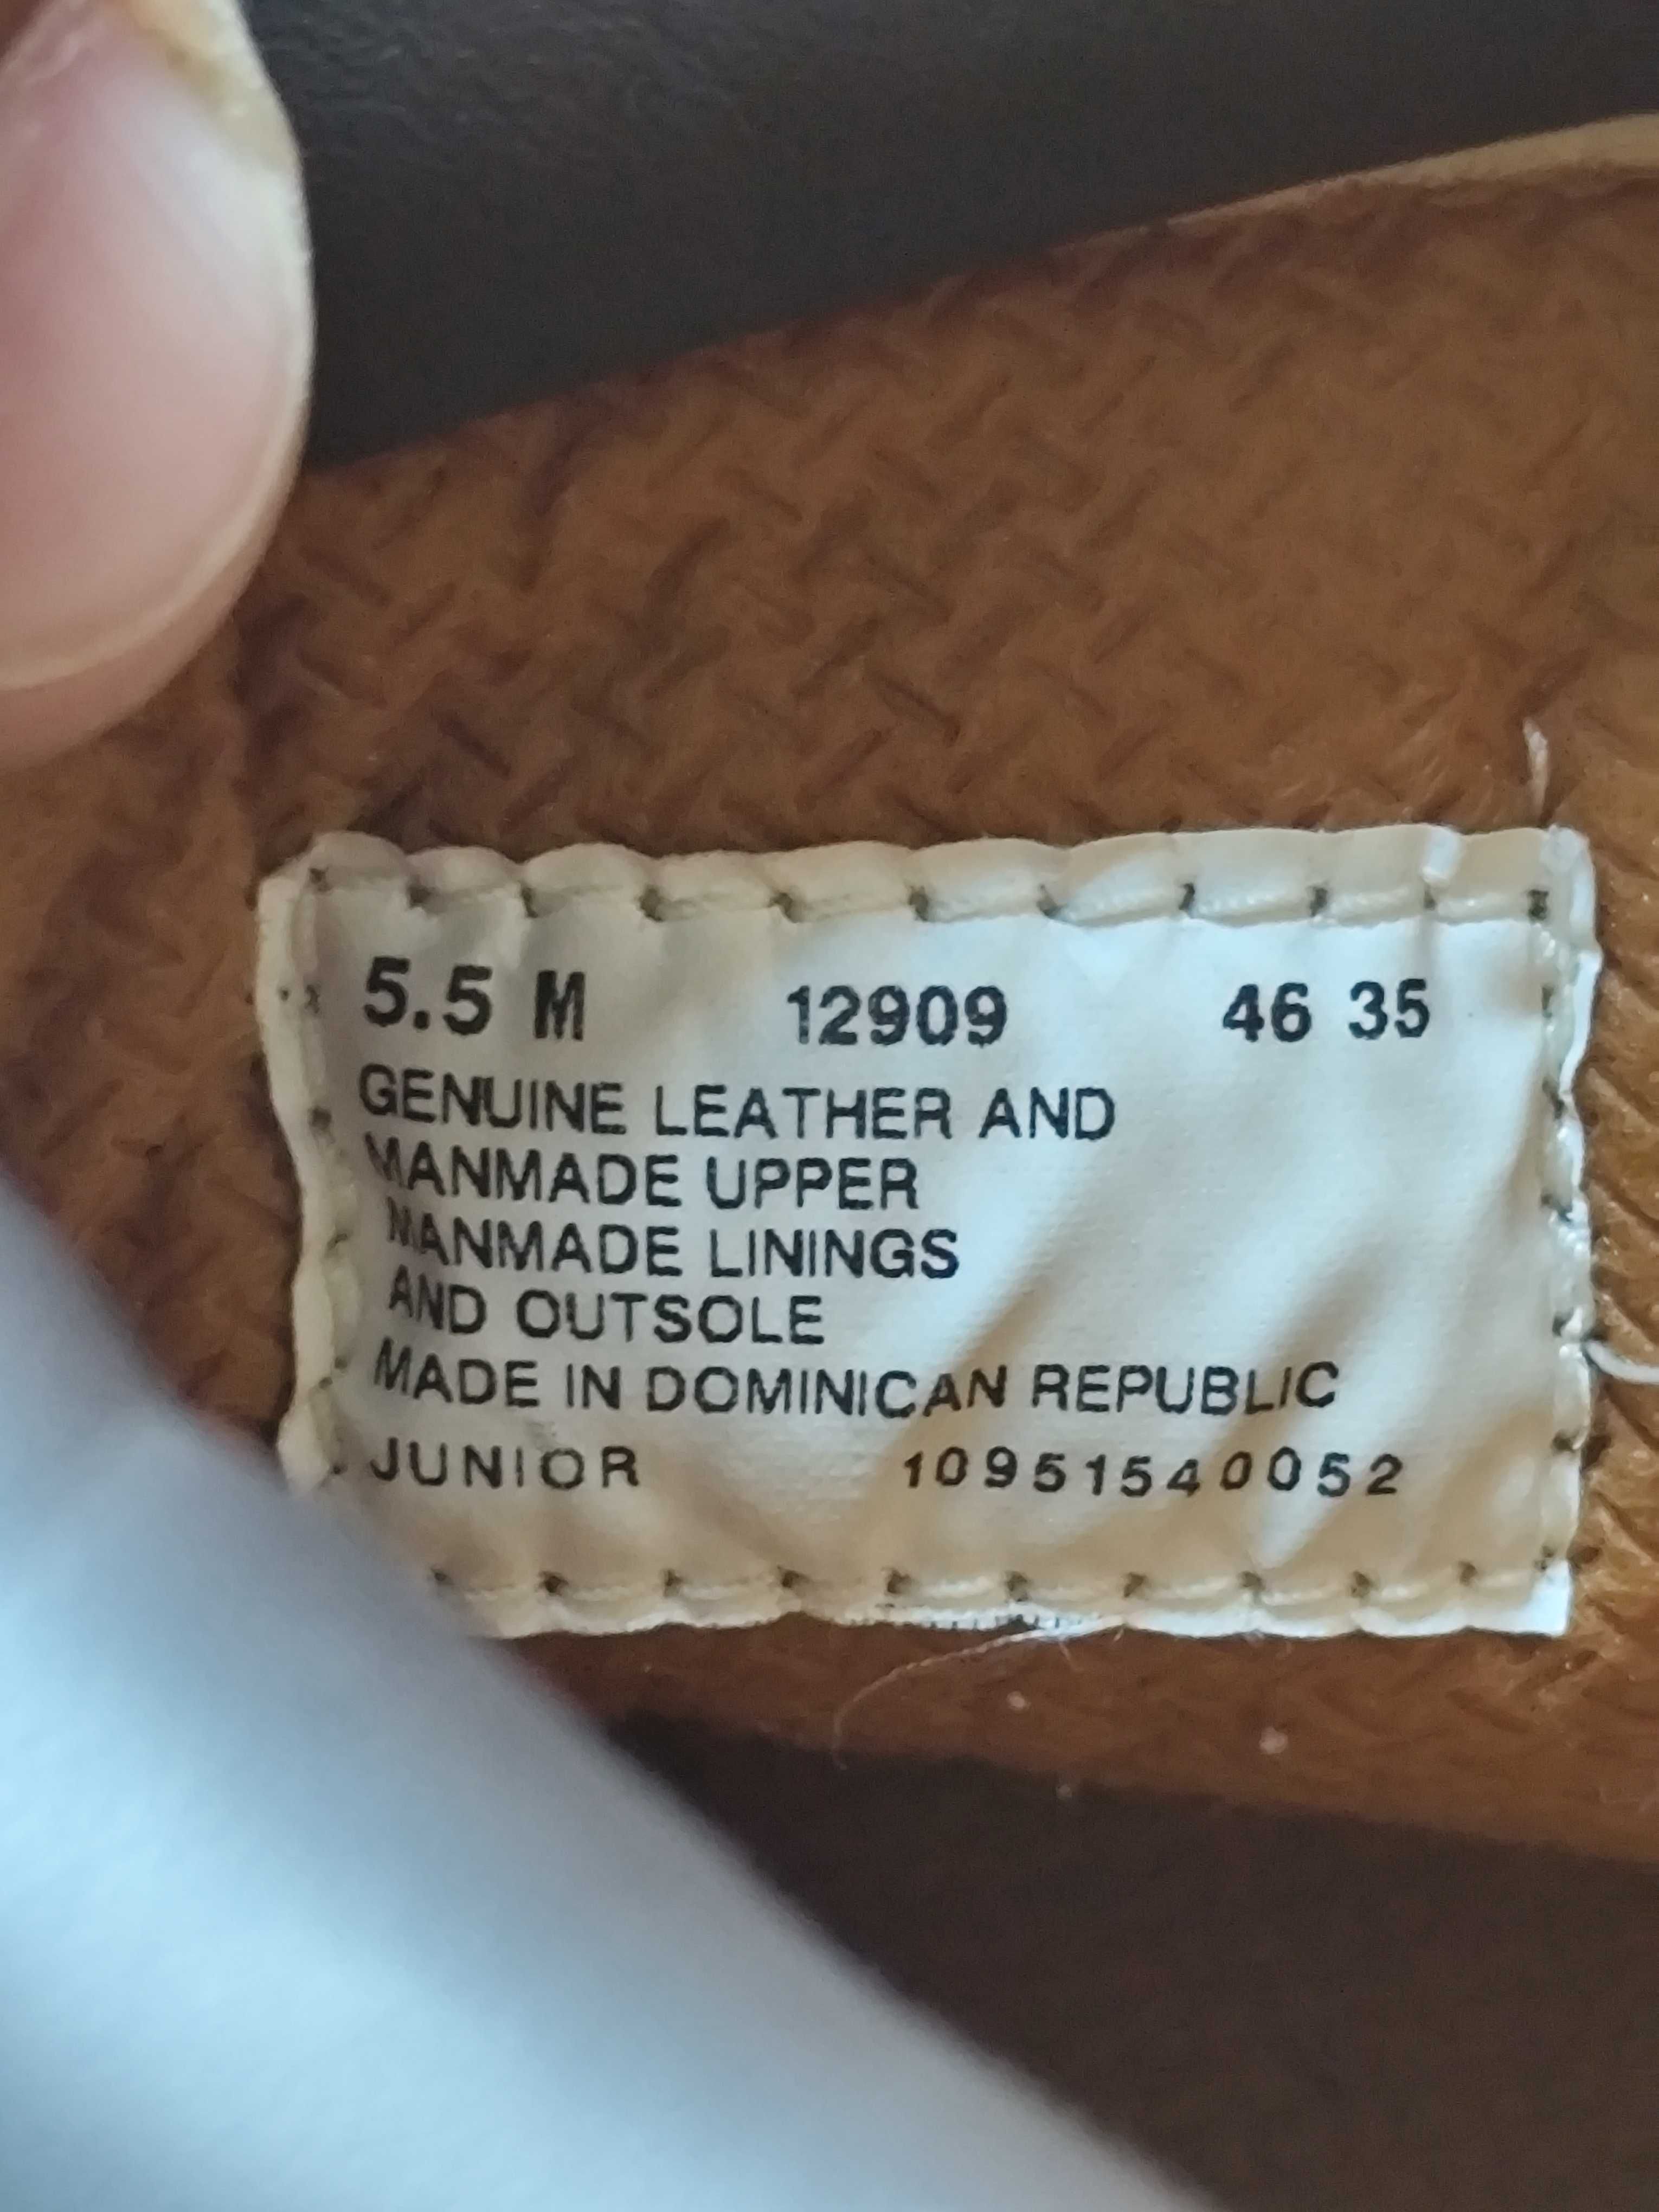 5.5 M 12909 46 35
GENUINE LEATHER AND
MANMADE UPPER
MANMADE LININGS
AND OUTSOLE
MADE IN DOMINICAN REPUBLIC
JUNIOR 10951540052